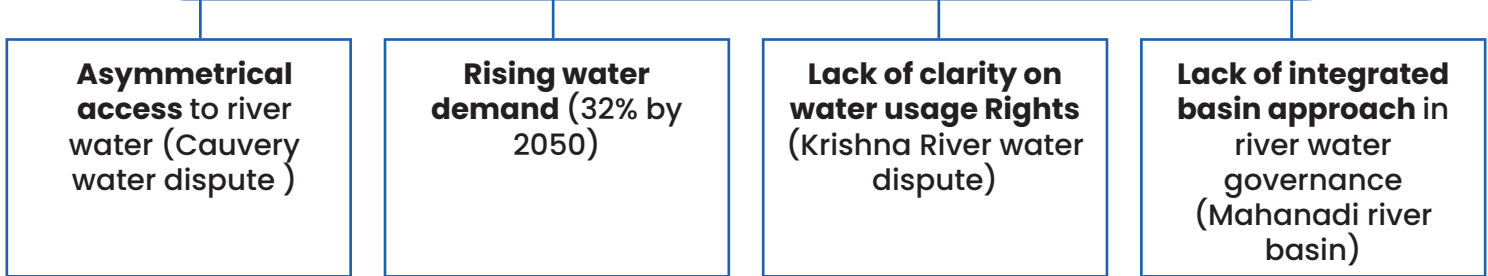 Asymmetrical
access to river
water (Cauvery
water dispute )
Rising water
demand (32% by
2050)
Lack of clarity on
water usage Rights
(Krishna River water
dispute)
Lack of integrated
basin approach in
river water
governance
(Mahanadi river
basin)